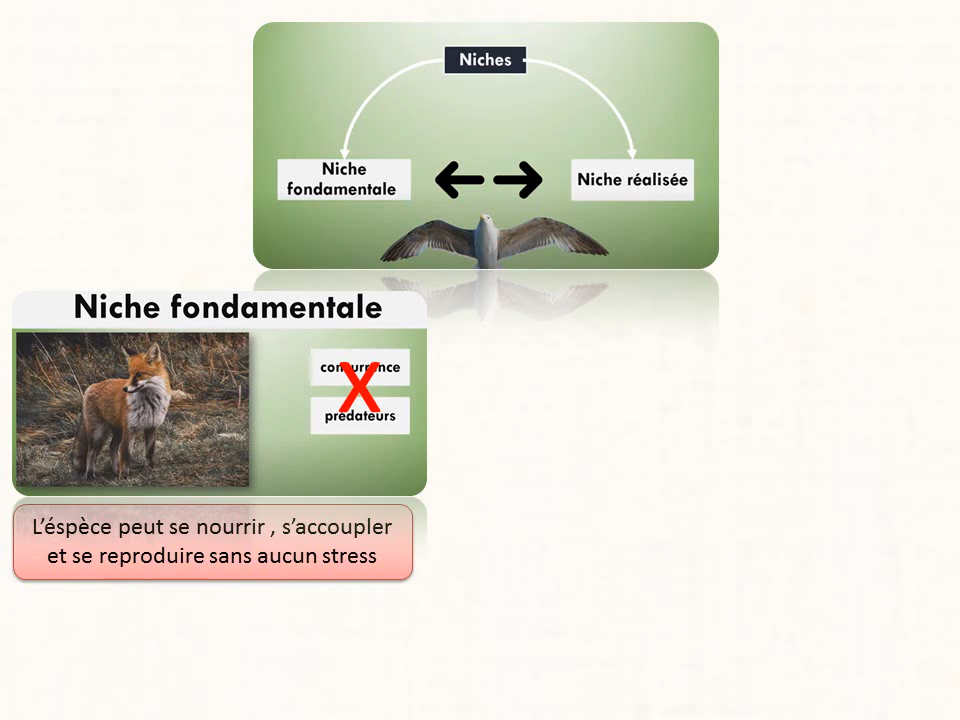 Niches
Niche
fondamentale
Niche réalisée
Niche fondamentale
concurrence
X
prédateurs
L’éspèce peut se nourrir , s’accoupler
et se reproduire sans aucun stress